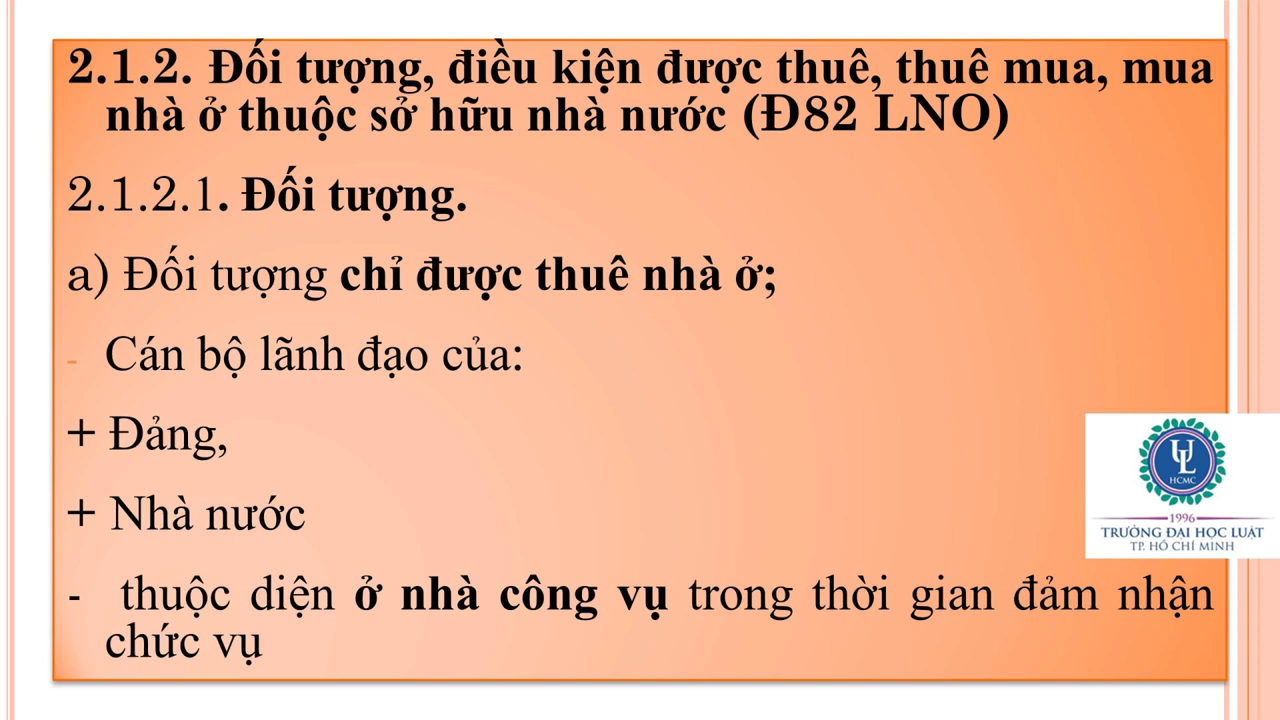 2.1.2. Đối tượng, điều kiện được thuê, thuê mua, mua
nhà ở thuộc sở hữu nhà nước (Đ82 LNO)
2.1.2.1. Đối tượng.
a) Đối tượng chỉ được thuê nhà ở;
- Cán bộ lãnh đạo của:
+ Đảng,
+ Nhà nước
- thuộc diện ở nhà công vụ trong thời gian đảm nhận
chức vụ
UL
HCMC
1996
TRƯỜNG ĐẠI HỌC LUẬT
TP. HỒ CHÍ MINH